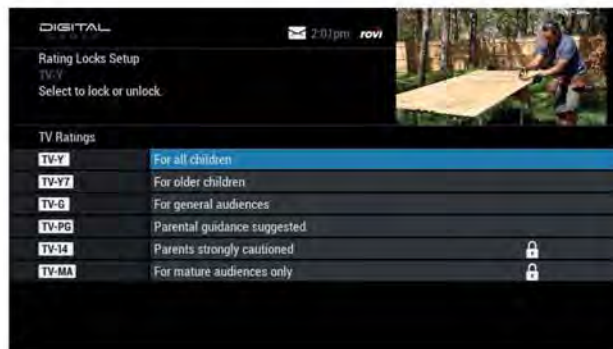 DIGITAL
2:01pm rovi
Rating Locks Setup
TV-Y
Select to lock or unlock.
TV Ratings
TV-Y For all children
TV-Y7 For older children
TV-G For general audiences
TV-PG Parental guidance suggested
TV-14 Parents strongly cautioned
TV-MA For mature audiences only